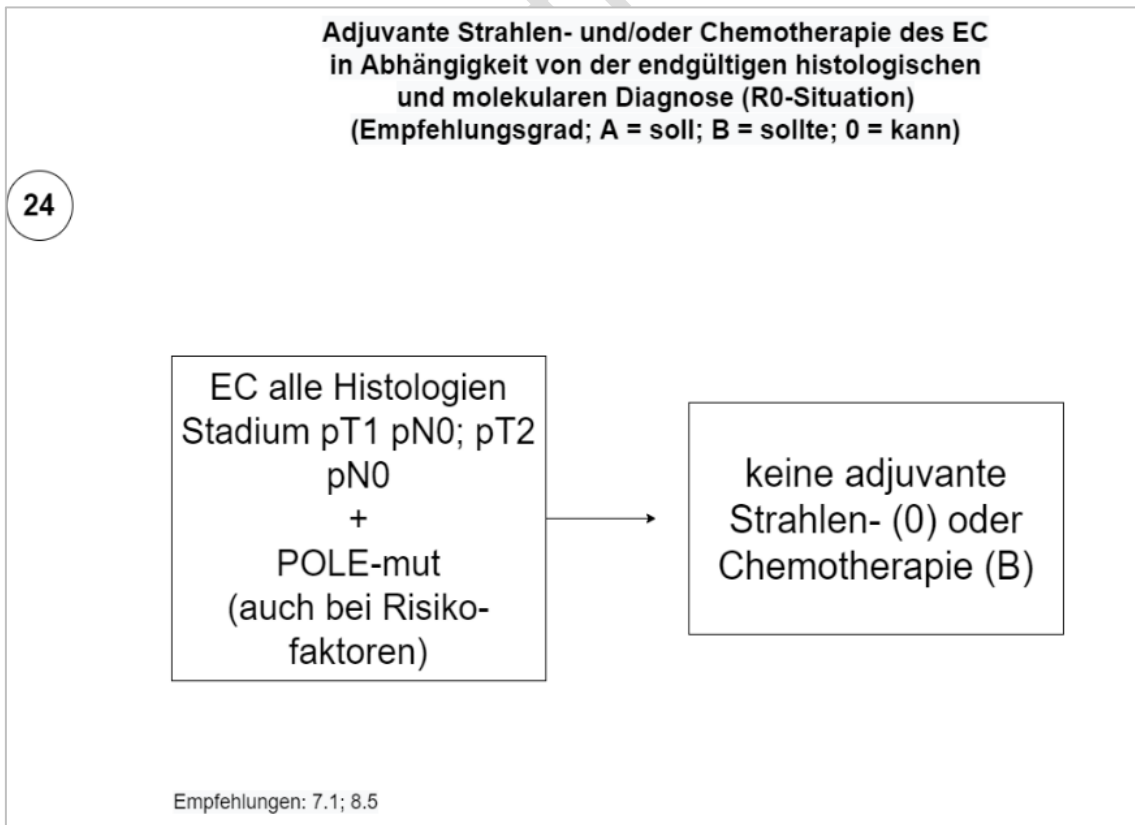 Adjuvante Strahlen- und/oder Chemotherapie des EC
in Abhängigkeit von der endgültigen histologischen
und molekularen Diagnose (R0-Situation)
(Empfehlungsgrad; A = soll; B = sollte; 0 = kann)
24
EC alle Histologien
Stadium pT1 pN0; pT2
pN0
+
POLE-mut
(auch bei Risiko-
faktoren)
keine adjuvante
Strahlen- (0) oder
Chemotherapie (B)
Empfehlungen: 7.1; 8.5